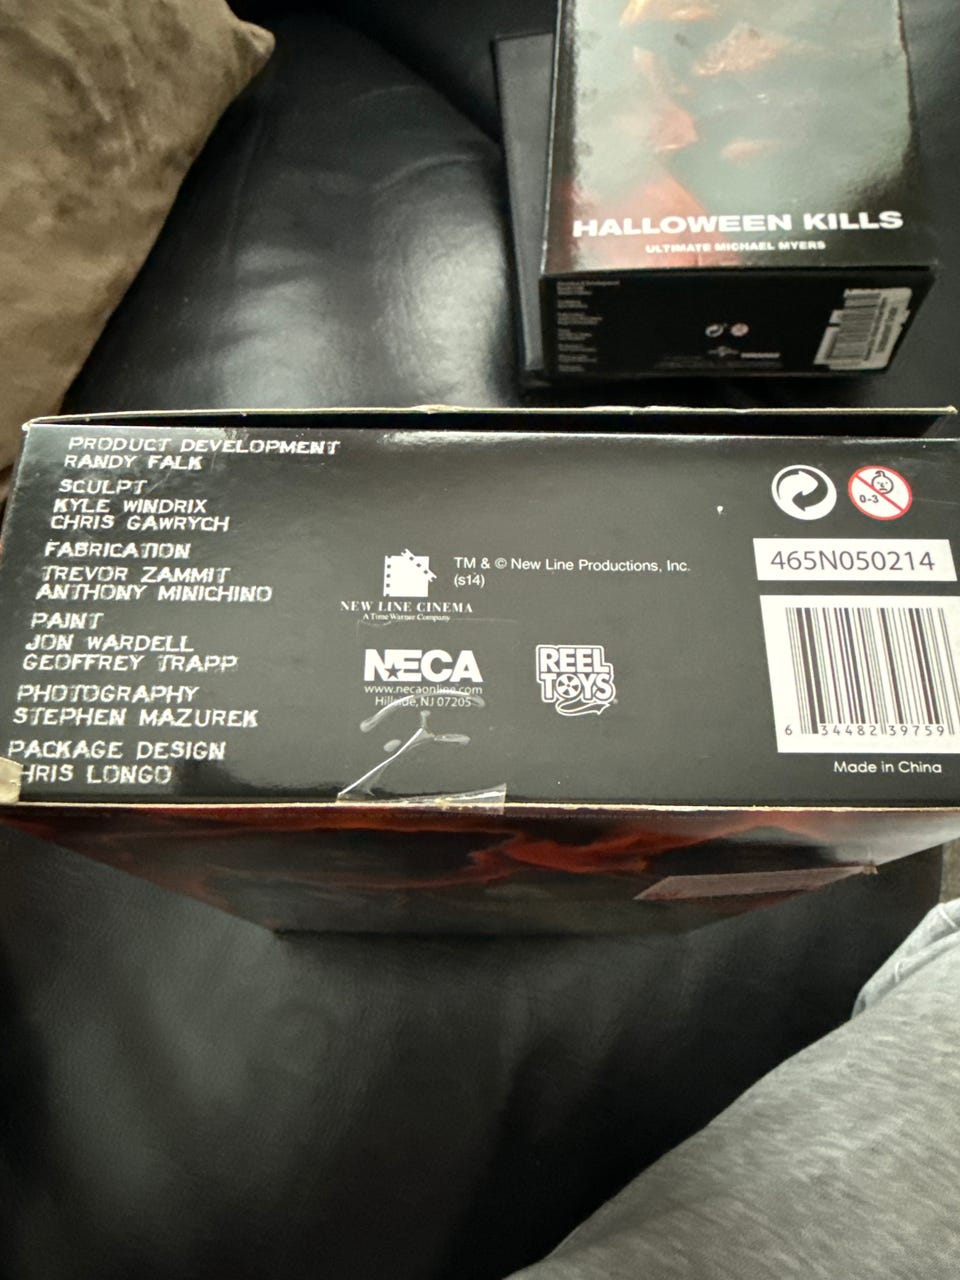 HALLOWEEN KILLS
ULTIMATE MICHAEL MYERS
PRODUCT DEVELOPMENT
RANDY FALK
SCULPT
KYLE WINDRIX
CHRIS GAWRYCH
FABRICATION
TREVOR ZAMMIT
ANTHONY MINICHINO
PAINT
JON WARDELL
GEOFFREY TRAPP
PHOTOGRAPHY
STEPHEN MAZUREK
PACKAGE DESIGN
HRIS LONGO
NEW LINE CINEMA
A Time Warner Company
TM & © New Line Productions, Inc.
(s14)
NECA
www.necaonline.com
Hillside, NJ 07205
REEL
TOYS
0-3
465N050214
6 34482 39759
Made in China